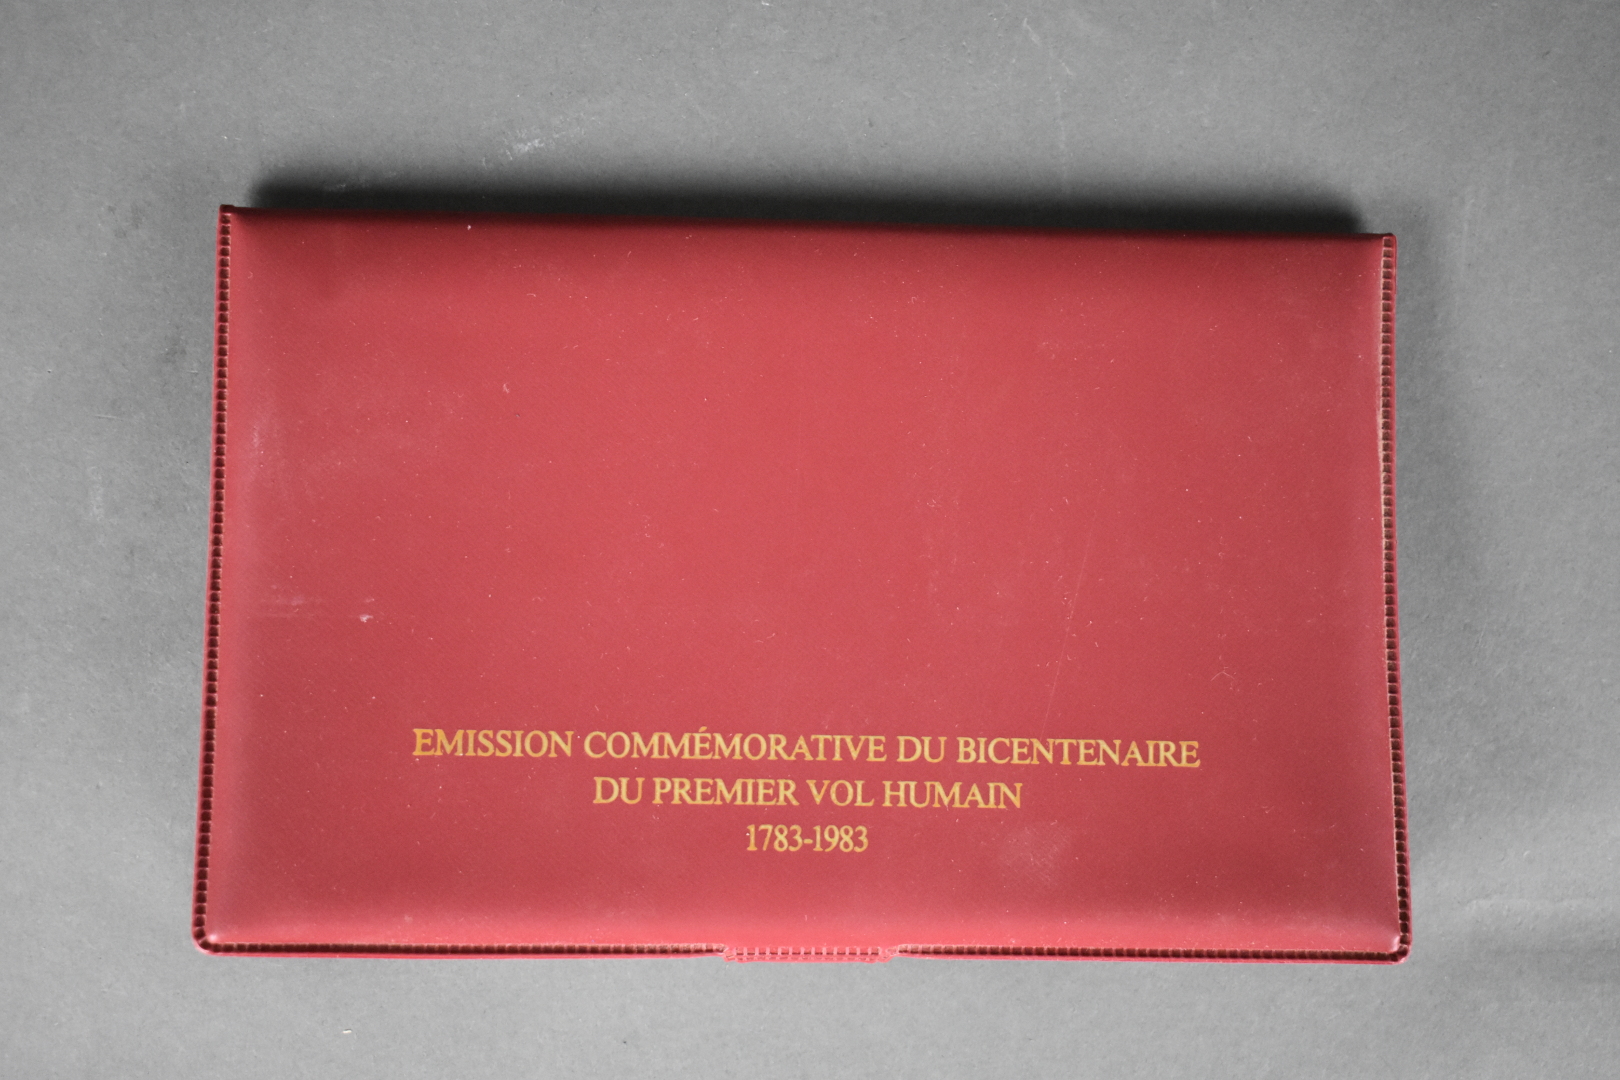 EMISSION COMMÉMORATIVE DU BICENTENAIRE
DU PREMIER VOL HUMAIN
1783-1983